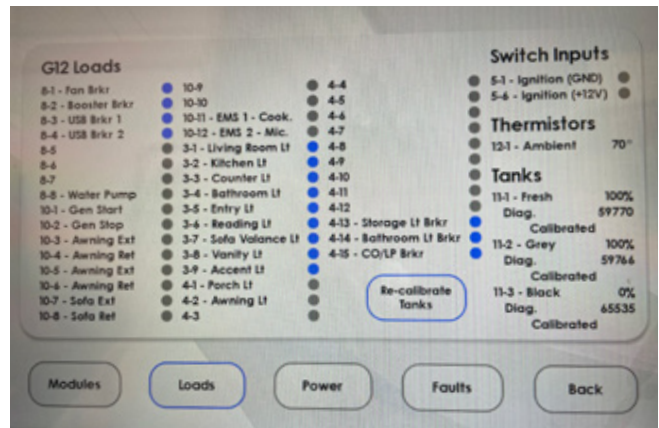 G12 Loads
8-1 - Fan Brkr
8-2 - Booster Brkr
8-3 - USB Brkr 1
8-4 - USB Brkr 2
8-5
8-6
8-7
8-8 - Water Pump
10-1 - Gen Start
10-2 - Gen Stop
10-3 - Awning Ext
10-4 - Awning Ret
10-5 - Awning Ext
10-6 - Awning Ret
10-7 - Sofa Ext
10-8 - Sofa Ret
10-9
10-10
10-11 - EMS 1 - Cook.
10-12 - EMS 2 - Mic.
3-1 - Living Room Lt
3-2 - Kitchen Lt
3-3 - Counter Lt
3-4 - Bathroom Lt
3-5 - Entry Lt
3-6 - Reading Lt
3-7 - Sofa Valance Lt
3-8 - Vanity Lt
3-9 - Accent Lt
4-1 - Porch Lt
4-2 - Awning Lt
4-3
4-4
4-5
4-6
4-7
4-8
4-9
4-10
4-11
4-12
4-13 - Storage Lt Brkr
4-14 - Bathroom Lt Brkr
4-15 - CO/LP Brkr
Re-calibrate
Tanks
Switch Inputs
5-1 - Ignition (GND)
5-6 - Ignition (+12V)
Thermistors
12-1 - Ambient 70°
Tanks
11-1 - Fresh 100%
Diag. 59770
Calibrated
11-2 - Grey 100%
Diag. 59766
Calibrated
11-3 - Black 0%
Diag. 65535
Calibrated
Modules
Loads
Power
Faults
Back